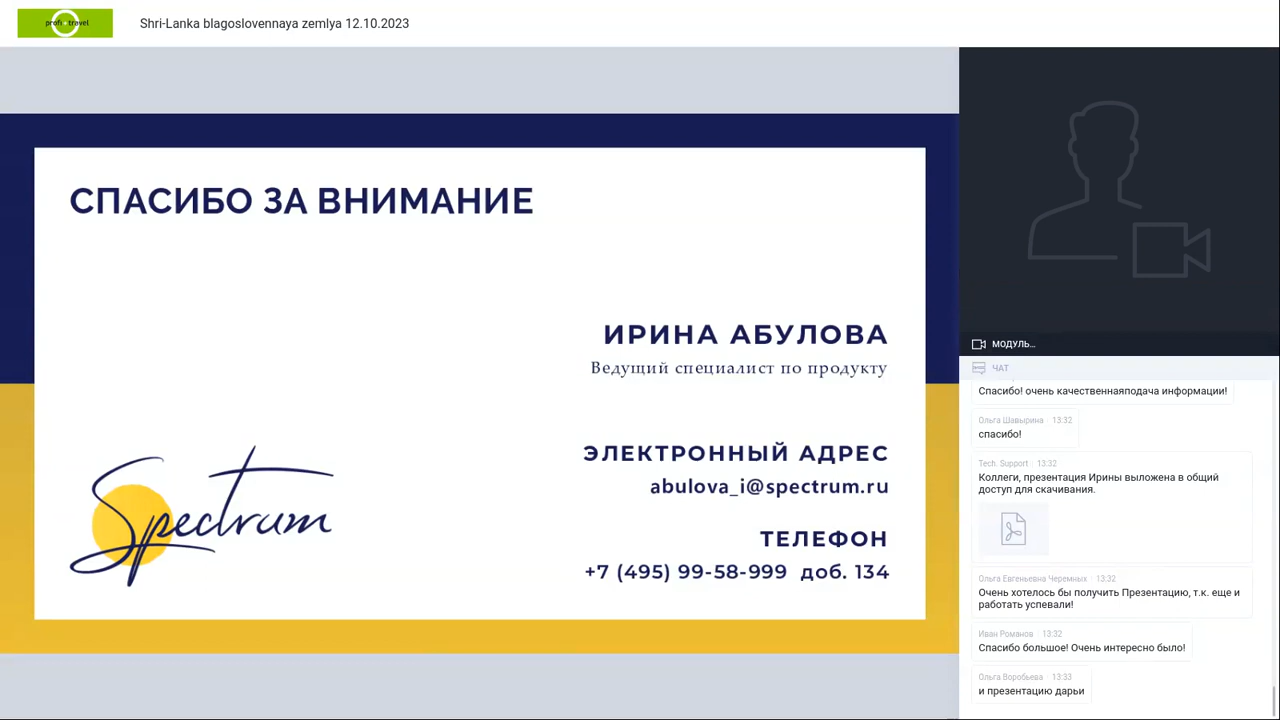 profi travel
Shri-Lanka blagoslovennaya zemlya 12.10.2023
СПАСИБО ЗА ВНИМАНИЕ
ИРИНА АБУЛОВА
Ведущий специалист по продукту
ЭЛЕКТРОННЫЙ АДРЕС
abulova_i@spectrum.ru
ТЕЛЕФОН
+7 (495) 99-58-999 доб. 134
Spectrum
МОДУЛЬ...
ЧАТ
Спасибо! очень качественнаяподача информации!
Ольга Шавырина 13:32
спасибо!
Tech. Support 13:32
Коллеги, презентация Ирины выложена в общий
доступ для скачивания.
Ольга Евгеньевна Черемных 13:32
Очень хотелось бы получить Презентацию, т.к. еще и
работать успевали!
Иван Романов 13:32
Спасибо большое! Очень интересно было!
Ольга Воробьева 13:33
и презентацию дарьи